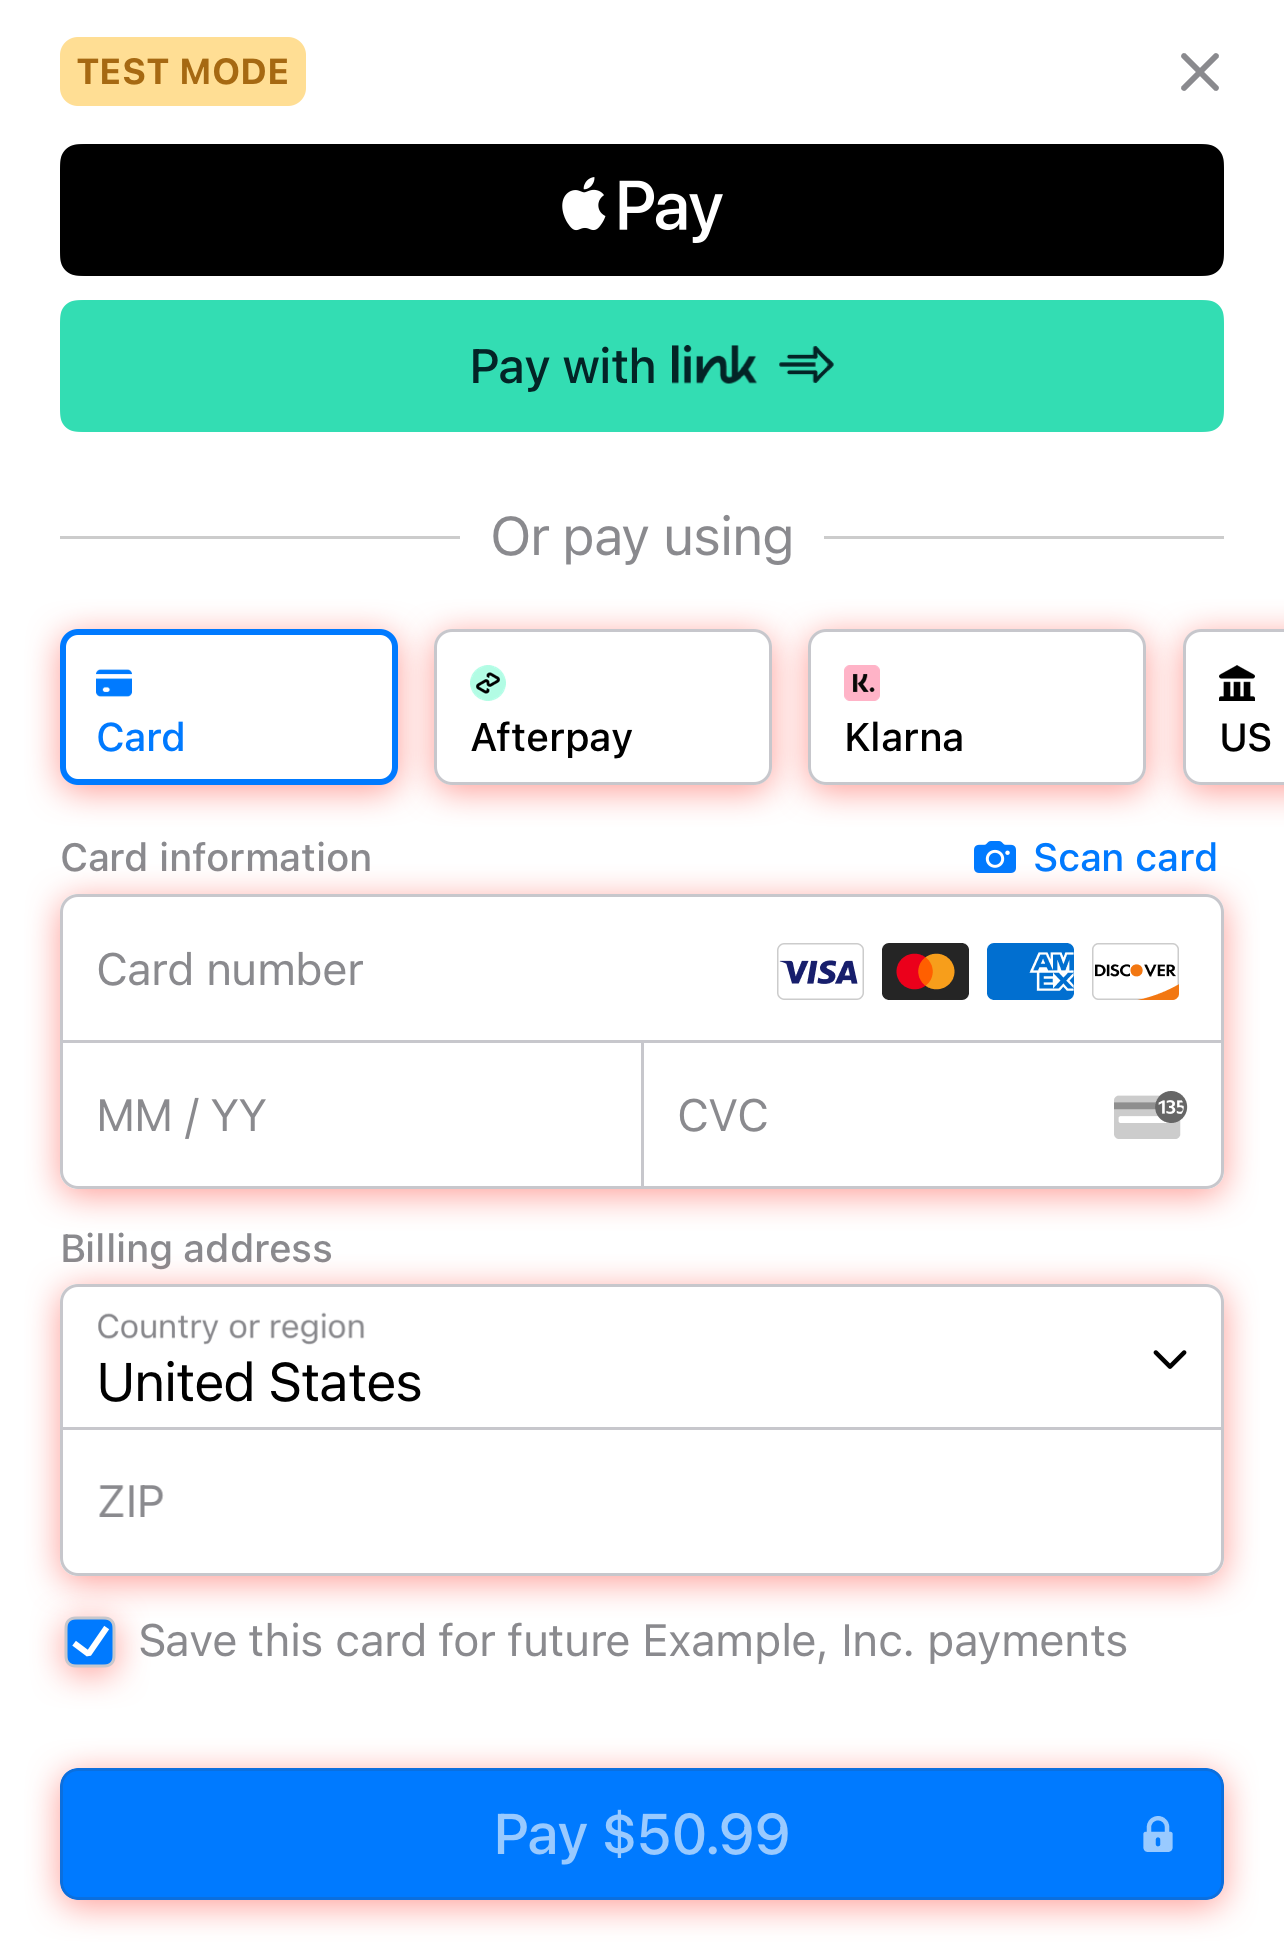 TEST MODE
Pay
Pay with link
Or pay using
Card
Afterpay
K.
Klarna
US
Card information
Scan card
Card number
VISA
AM
EX
DISCOVER
MM / YY
CVC
135
Billing address
Country or region
United States
ZIP
Save this card for future Example, Inc. payments
Pay $50.99